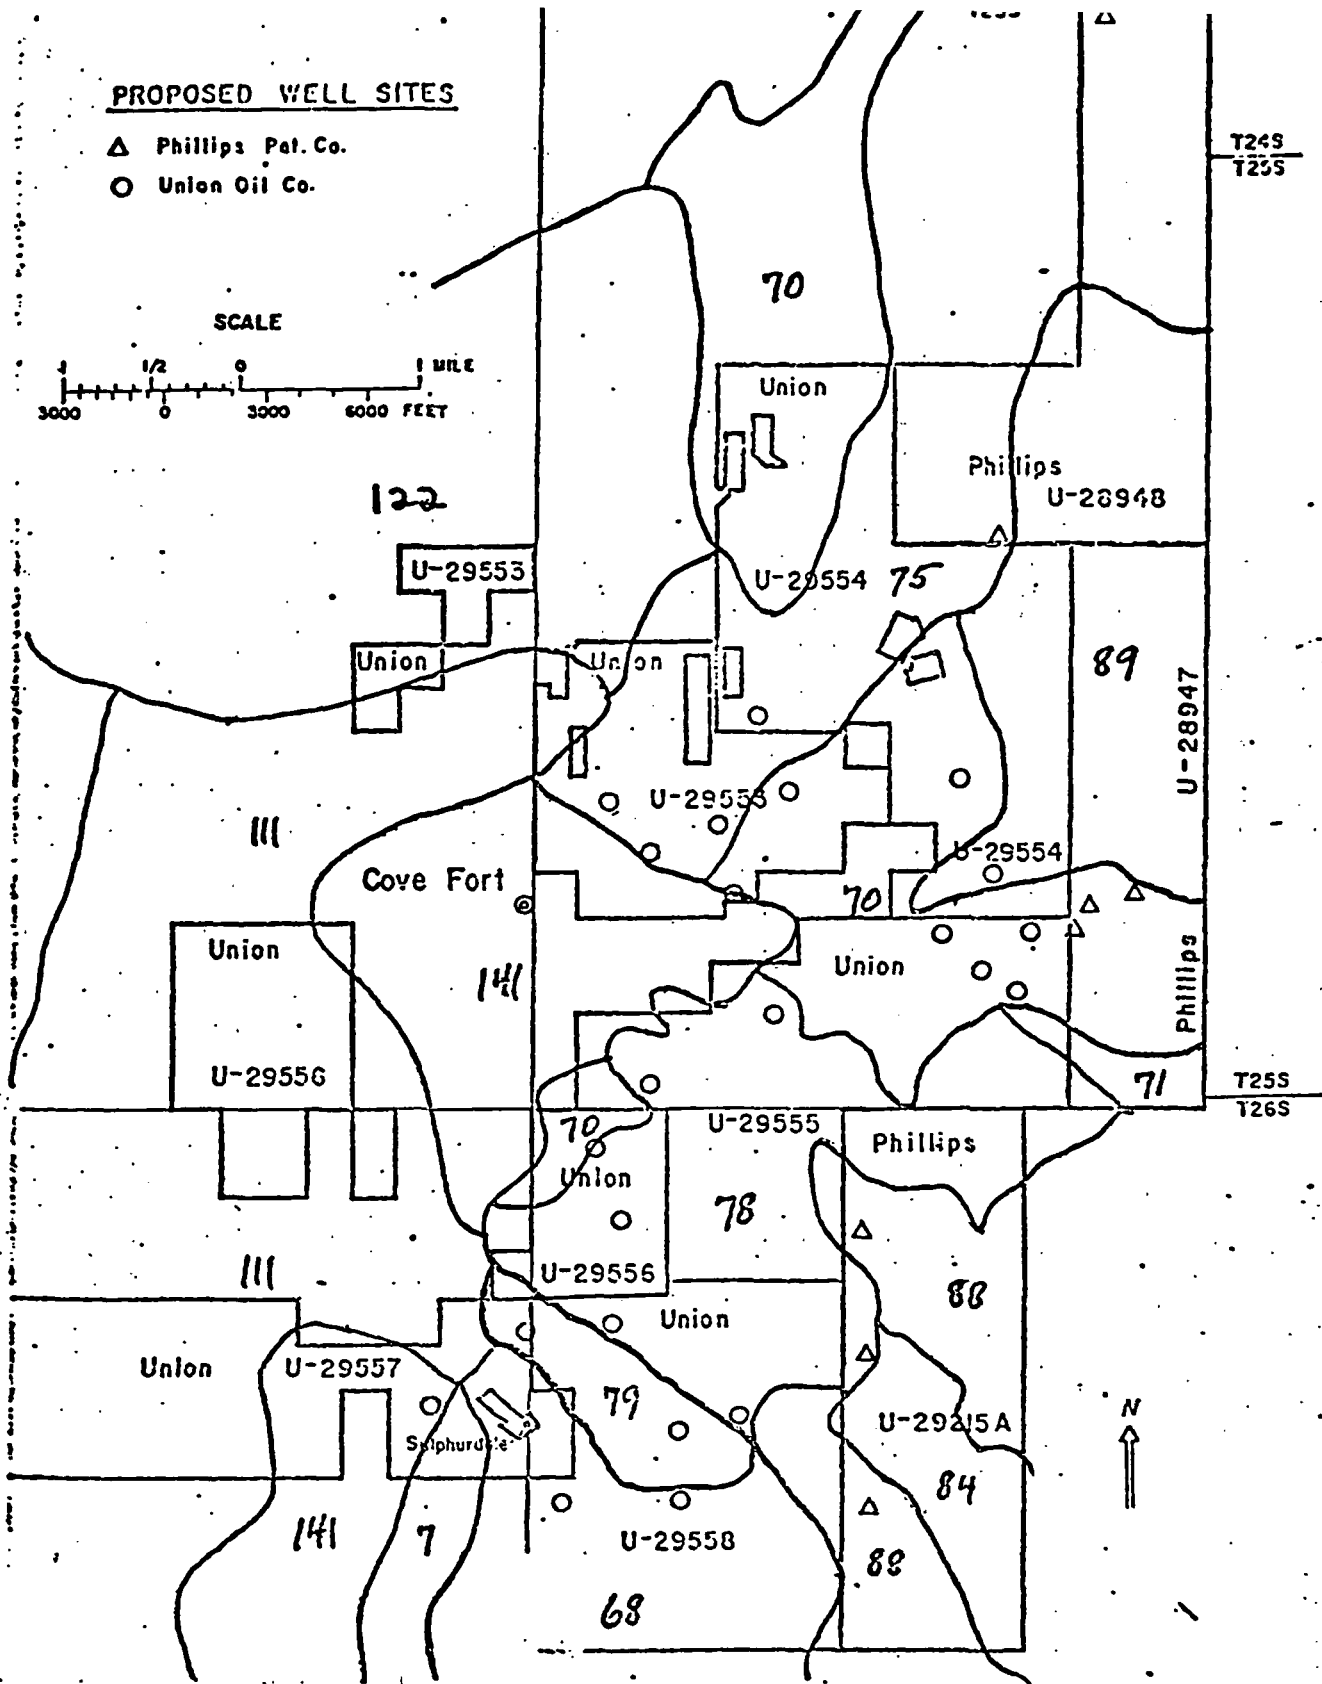 PROPOSED WELL SITES
Phillips Pet. Co.
Union Oil Co.
T24S
T25S
SCALE
1 1/2 0 1 MILE
3000 0 3000 6000 FEET
70
Union
Phillips
U-28948
122
U-29553
U-29554
75
Union
Union
89
U-28947
U-29553
111
Cove Fort
U-29554
70
Union
141
Union
Phillips
U-29556
71
T25S
T26S
70
U-29555
Phillips
Union
78
111
U-29556
88
Union
Union
U-29557
79
U-29215A
N
Sulphurdale
84
141
7
U-29558
88
68